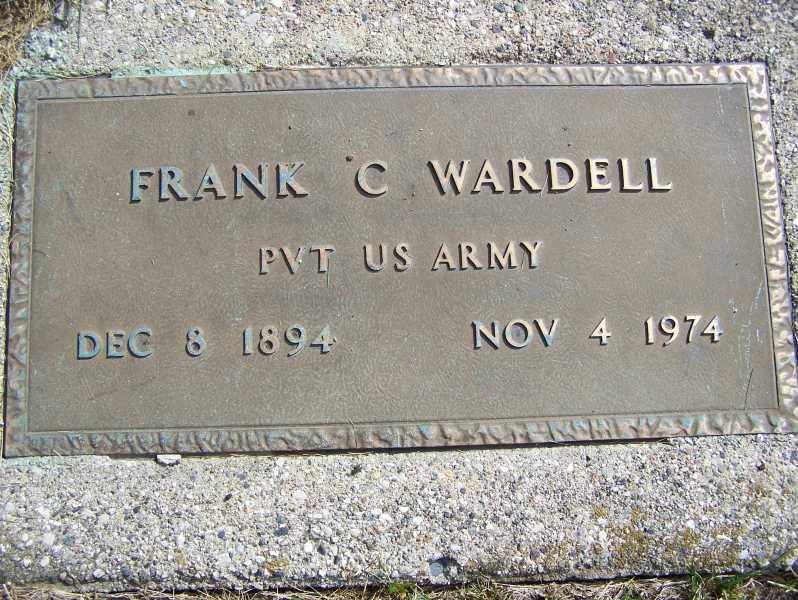 FRANK C WARDELL
PVT US ARMY
DEC 8 1894 NOV 4 1974